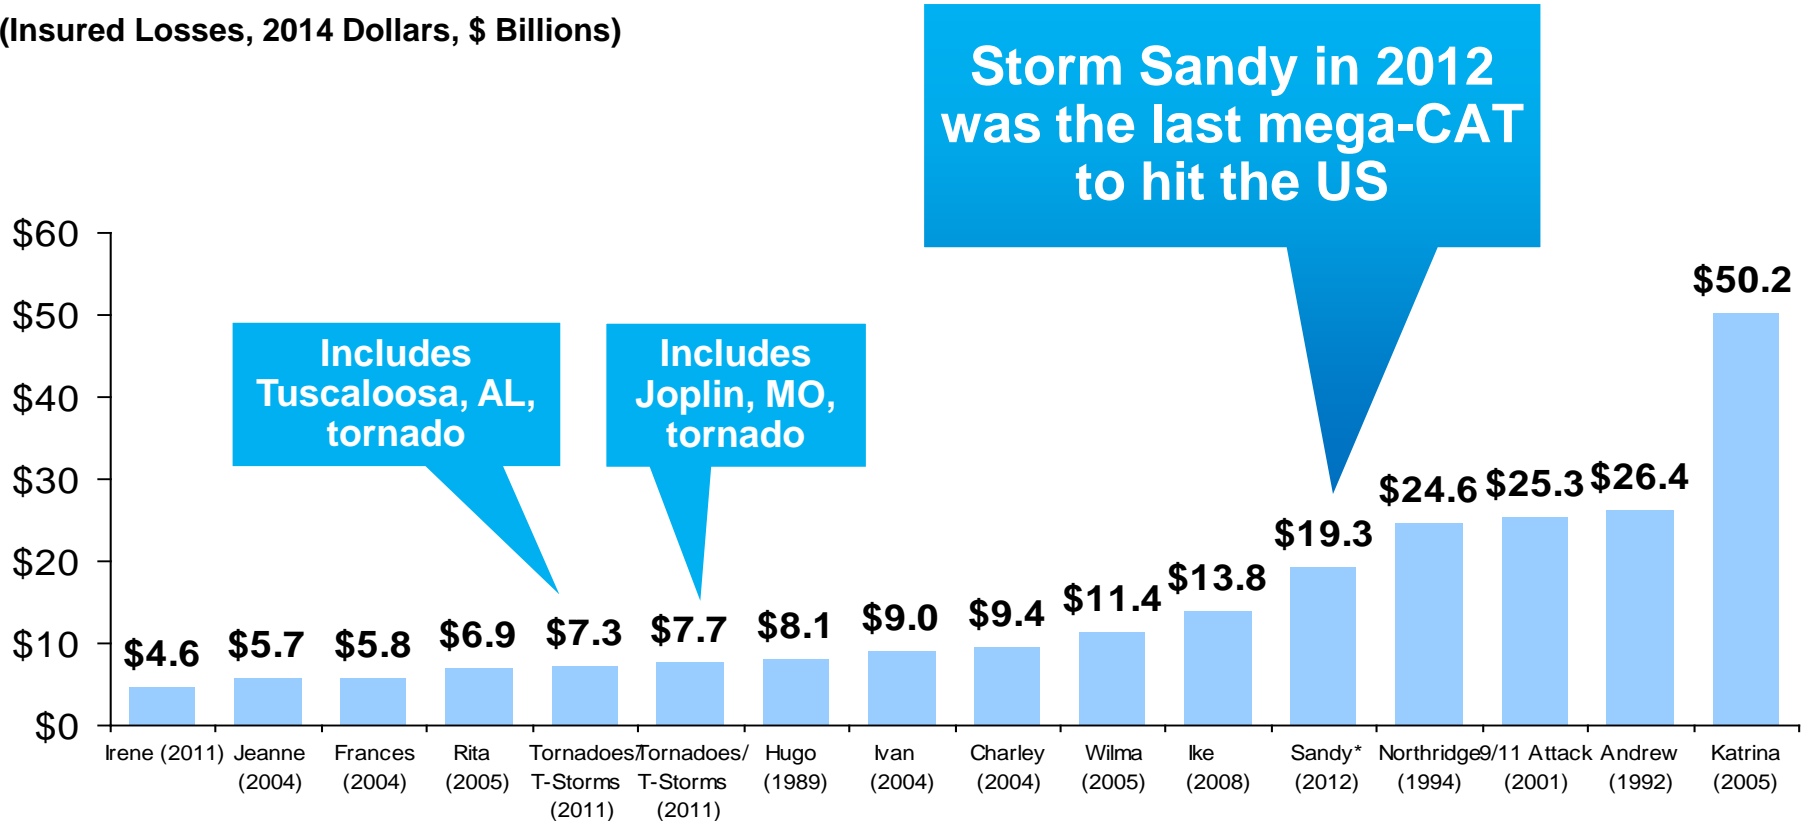 (Insured Losses, 2014 Dollars, $ Billions)
Storm Sandy in 2012
was the last mega-CAT
to hit the US
Includes
Tuscaloosa, AL,
tornado
Includes
Joplin, MO,
tornado
$60
$50
$40
$30
$20
$10
$0
$4.6
$5.7
$5.8
$6.9
$7.3
$7.7
$8.1
$9.0
$9.4
$11.4
$13.8
$19.3
$24.6
$25.3
$26.4
$50.2
Irene (2011)
Jeanne
(2004)
Frances
(2004)
Rita
(2005)
Tornadoes/
T-Storms
(2011)
Tornadoes/
T-Storms
(2011)
Hugo
(1989)
Ivan
(2004)
Charley
(2004)
Wilma
(2005)
Ike
(2008)
Sandy*
(2012)
Northridge
(1994)
9/11 Attack
(2001)
Andrew
(1992)
Katrina
(2005)